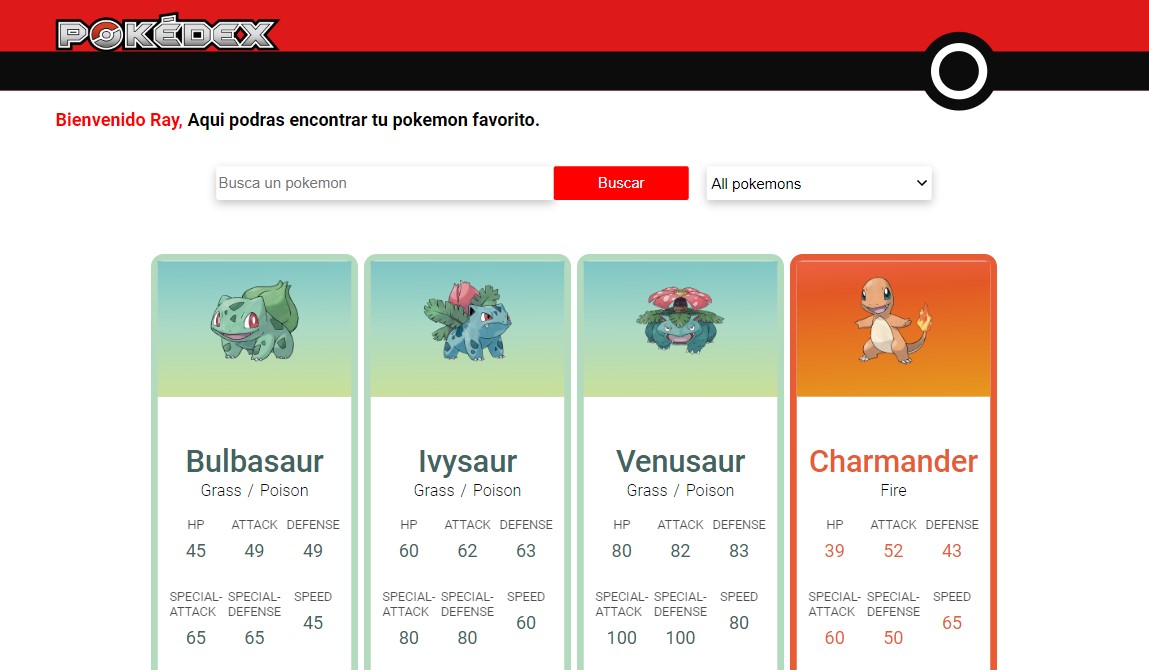 POKÉDEX
Bienvenido Ray, Aqui podras encontrar tu pokemon favorito.
Busca un pokemon Buscar All pokemons
Bulbasaur
Grass / Poison
HP ATTACK DEFENSE
45 49 49
SPECIAL-ATTACK SPECIAL-DEFENSE SPEED
65 65 45
Ivysaur
Grass / Poison
HP ATTACK DEFENSE
60 62 63
SPECIAL-ATTACK SPECIAL-DEFENSE SPEED
80 80 60
Venusaur
Grass / Poison
HP ATTACK DEFENSE
80 82 83
SPECIAL-ATTACK SPECIAL-DEFENSE SPEED
100 100 80
Charmander
Fire
HP ATTACK DEFENSE
39 52 43
SPECIAL-ATTACK SPECIAL-DEFENSE SPEED
60 50 65